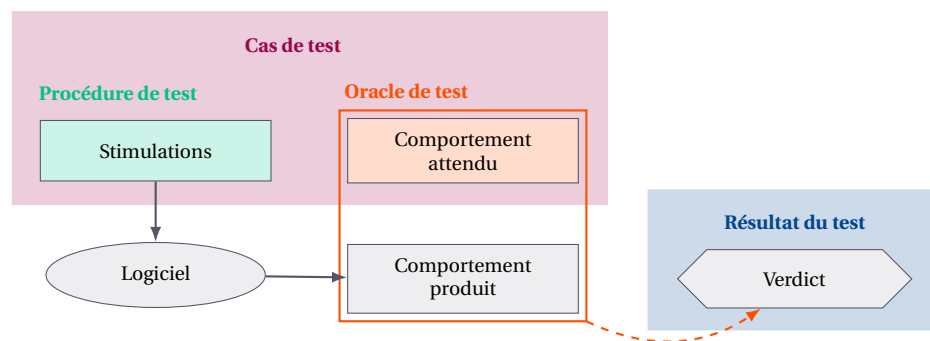 Cas de test
Procédure de test
Oracle de test
Stimulations
Comportement
attendu
Résultat du test
Logiciel
Comportement
produit
Verdict